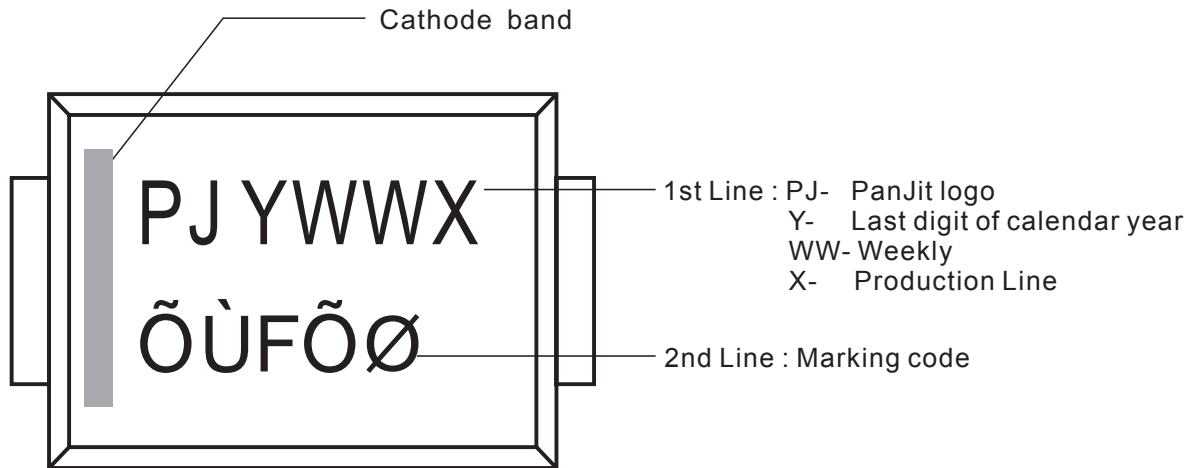 Cathode band
PJ YWWX
1st Line : PJ- PanJit logo
Y- Last digit of calendar year
WW- Weekly
X- Production Line
ÕÙFÕØ
2nd Line : Marking code